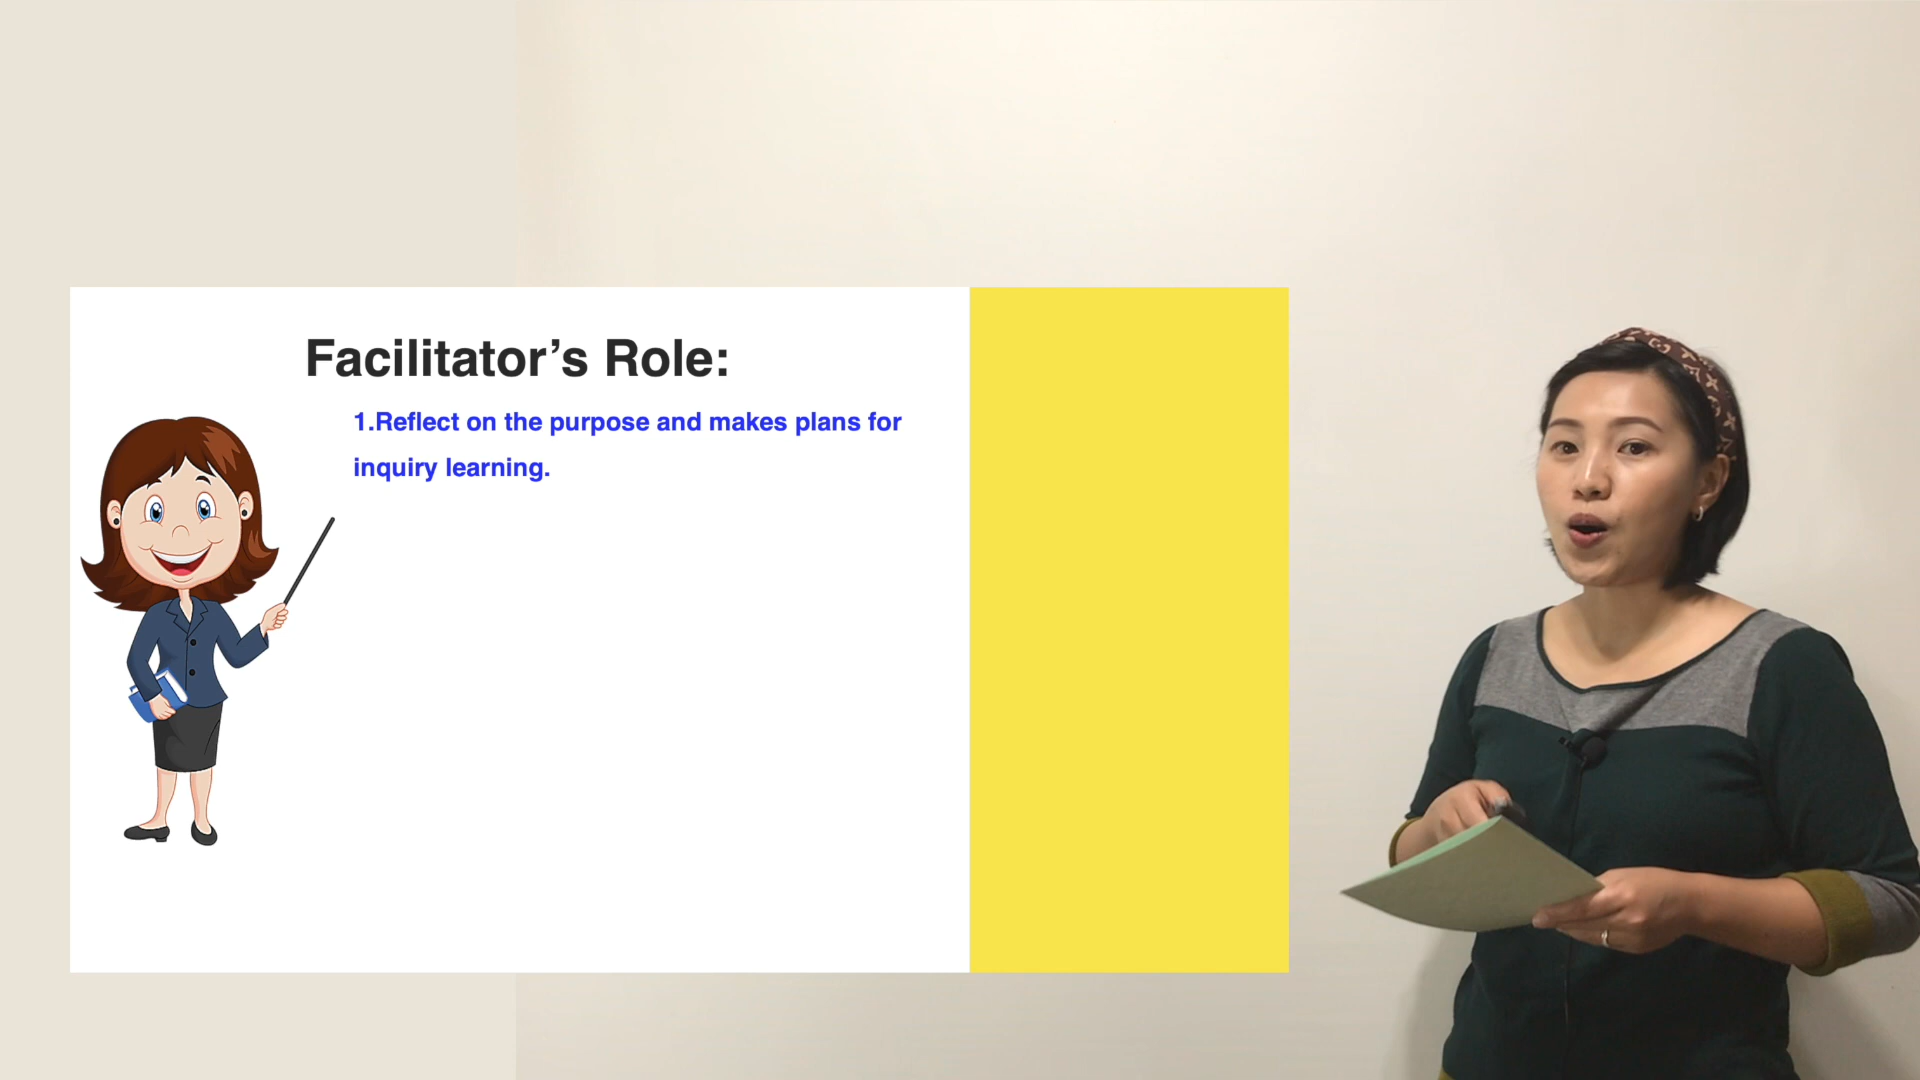 Facilitator’s Role:
1.Reflect on the purpose and makes plans for
inquiry learning.